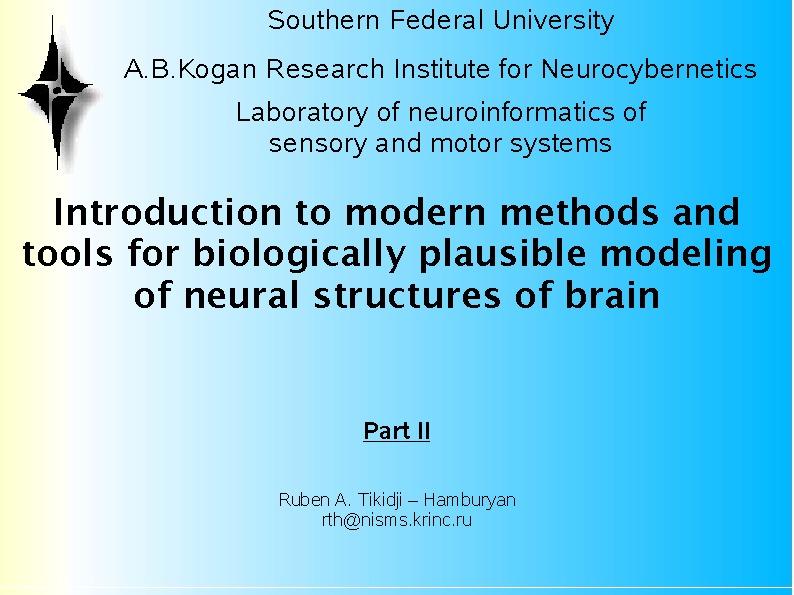 Southern Federal University
A.B.Kogan Research Institute for Neurocybernetics
Laboratory of neuroinformatics of
sensory and motor systems
Introduction to modern methods and
tools for biologically plausible modeling
of neural structures of brain
Part II
Ruben A. Tikidji – Hamburyan
rth@nisms.krinc.ru